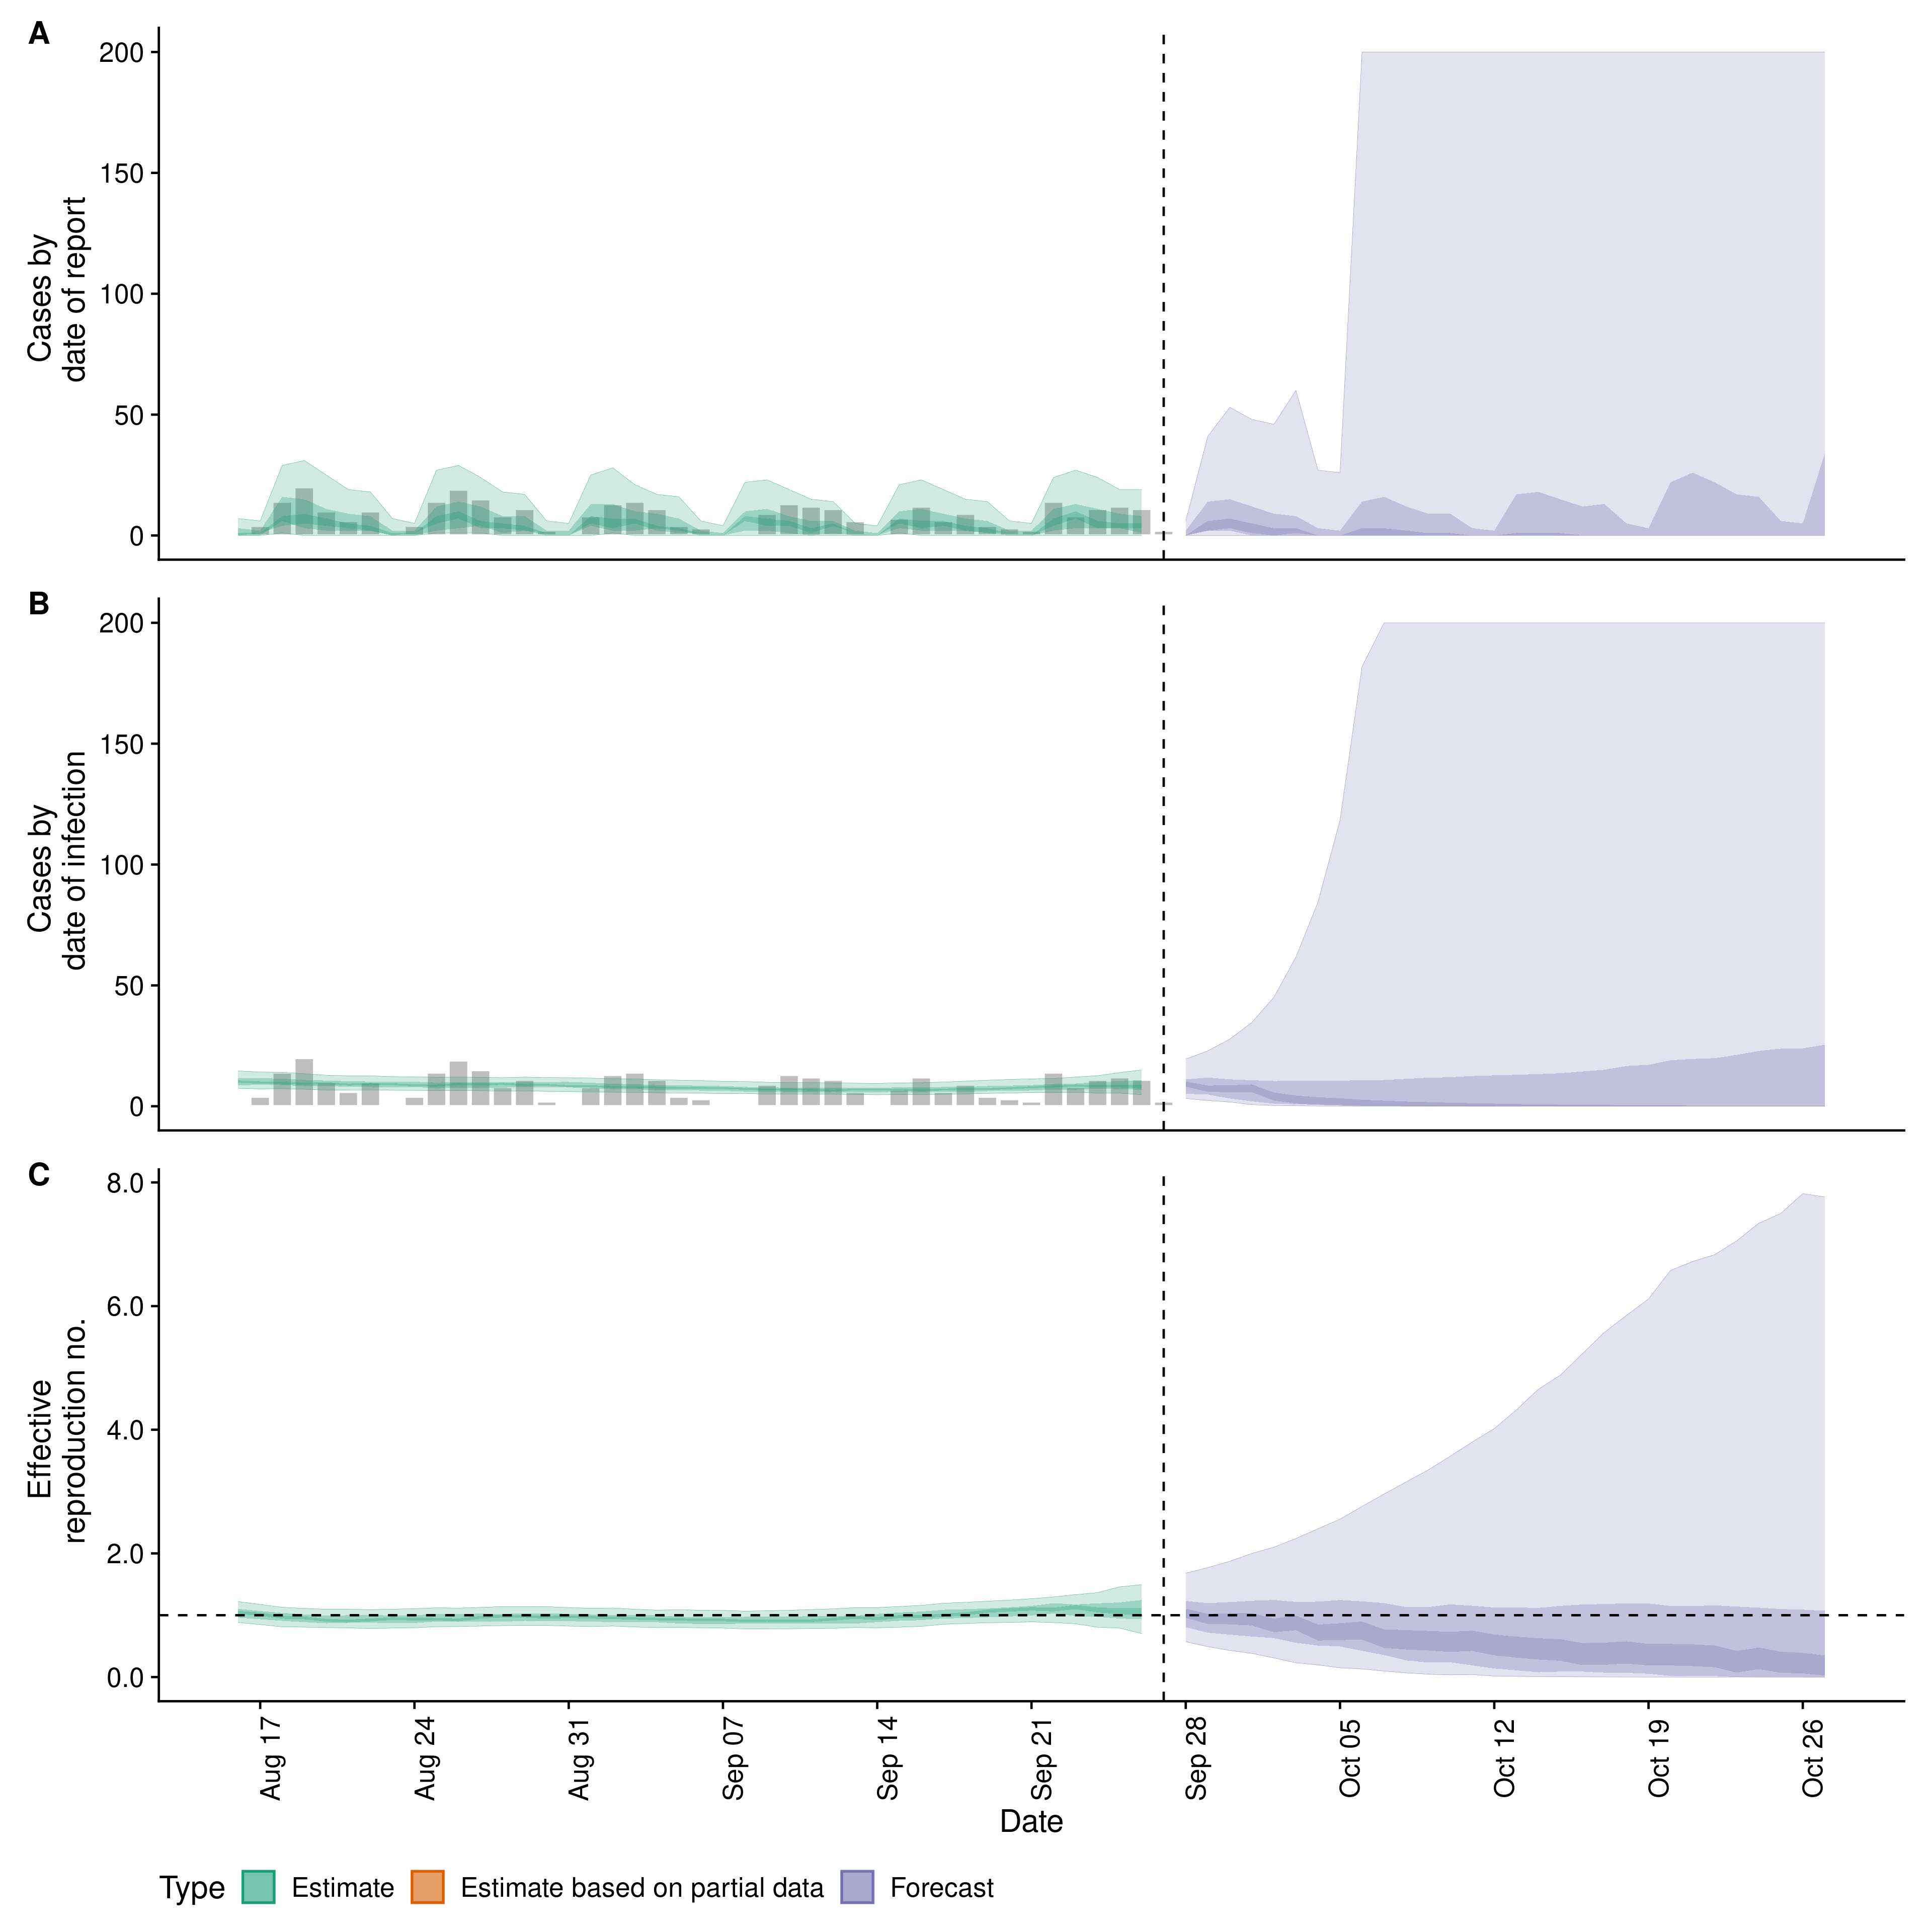 A
200
150
100
50
0
Cases by
date of report
B
200
150
100
50
0
Cases by
date of infection
C
8.0
6.0
4.0
2.0
0.0
Effective
reproduction no.
Aug 17
Aug 24
Aug 31
Sep 07
Sep 14
Sep 21
Sep 28
Oct 05
Oct 12
Oct 19
Oct 26
Date
Type Estimate Estimate based on partial data Forecast